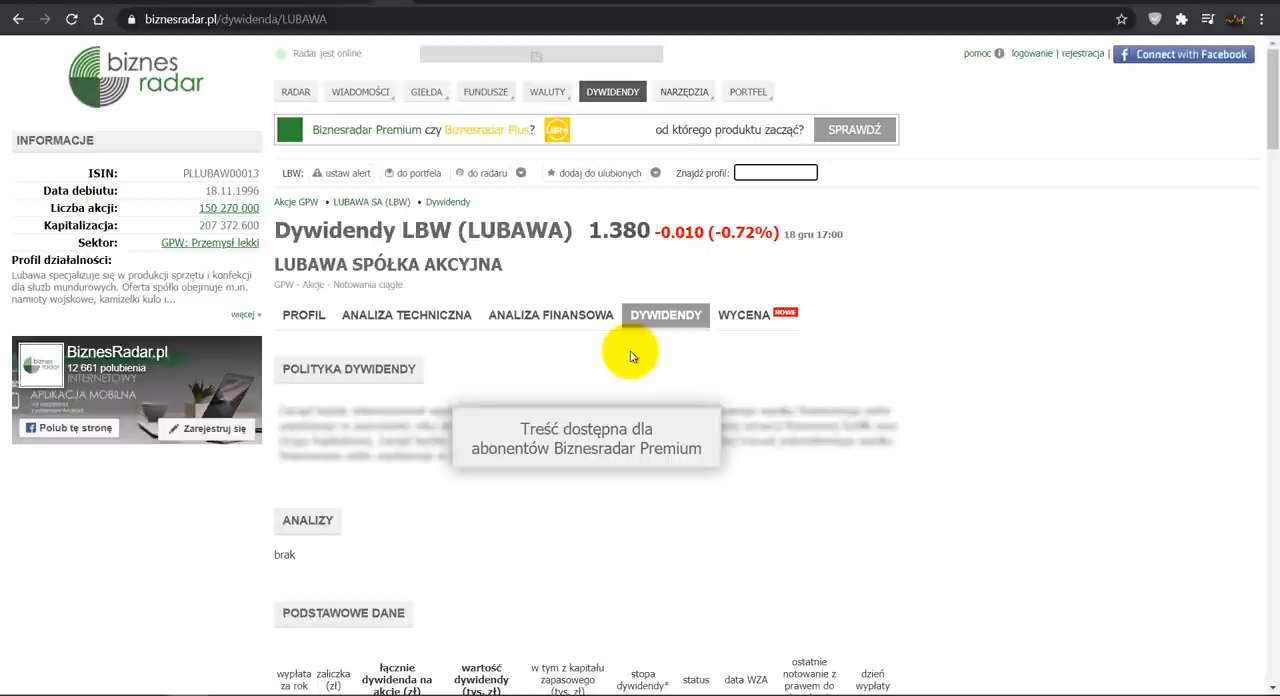 biznesradar.pl/dywidenda/LUBAWA
biznes
radar
Radar jest online
pomoc
logowanie | rejestracja |
Connect with Facebook
RADAR
WIADOMOŚCI
GIEŁDA
FUNDUSZE
WALUTY
DYWIDENDY
NARZĘDZIA
PORTFEL
Biznesradar Premium czy Biznesradar Plus?
od którego produktu zacząć?
SPRAWDŹ
INFORMACJE
ISIN: PLLUBAW00013
Data debiutu: 18.11.1996
Liczba akcji: 150 270 000
Kapitalizacja: 207 372 600
Sektor: GPW: Przemysł lekki
Profil działalności:
Lubawa specjalizuje się w produkcji sprzętu i konfekcji
dla służb mundurowych. Oferta spółki obejmuje m.in.
namioty wojskowe, kamizelki kulo i...
więcej »
BiznesRadar.pl
12 661 polubienia
INTERNETOWY
APLIKACJA MOBILNA
Polub tę stronę
Zarejestruj się
LBW:
ustaw alert
do portfela
do radaru
dodaj do ulubionych
Znajdź profil:
Akcje GPW • LUBAWA SA (LBW) • Dywidendy
Dywidendy LBW (LUBAWA) 1.380 -0.010 (-0.72%) 18 gru 17:00
LUBAWA SPÓŁKA AKCYJNA
GPW - Akcje - Notowania ciągłe
PROFIL
ANALIZA TECHNICZNA
ANALIZA FINANSOWA
DYWIDENDY
WYCENA NOWE
POLITYKA DYWIDENDY
Treść dostępna dla
abonentów Biznesradar Premium
ANALIZY
brak
PODSTAWOWE DANE
wypłata
za rok
zaliczka
(zł)
łącznie
dywidenda na
akcję (zł)
wartość
dywidendy
(tys. zł)
w tym z kapitału
zapasowego
(tys. zł)
stopa
dywidendy*
status
data WZA
ostatnie
notowanie z
prawem do
dzień
wypłaty